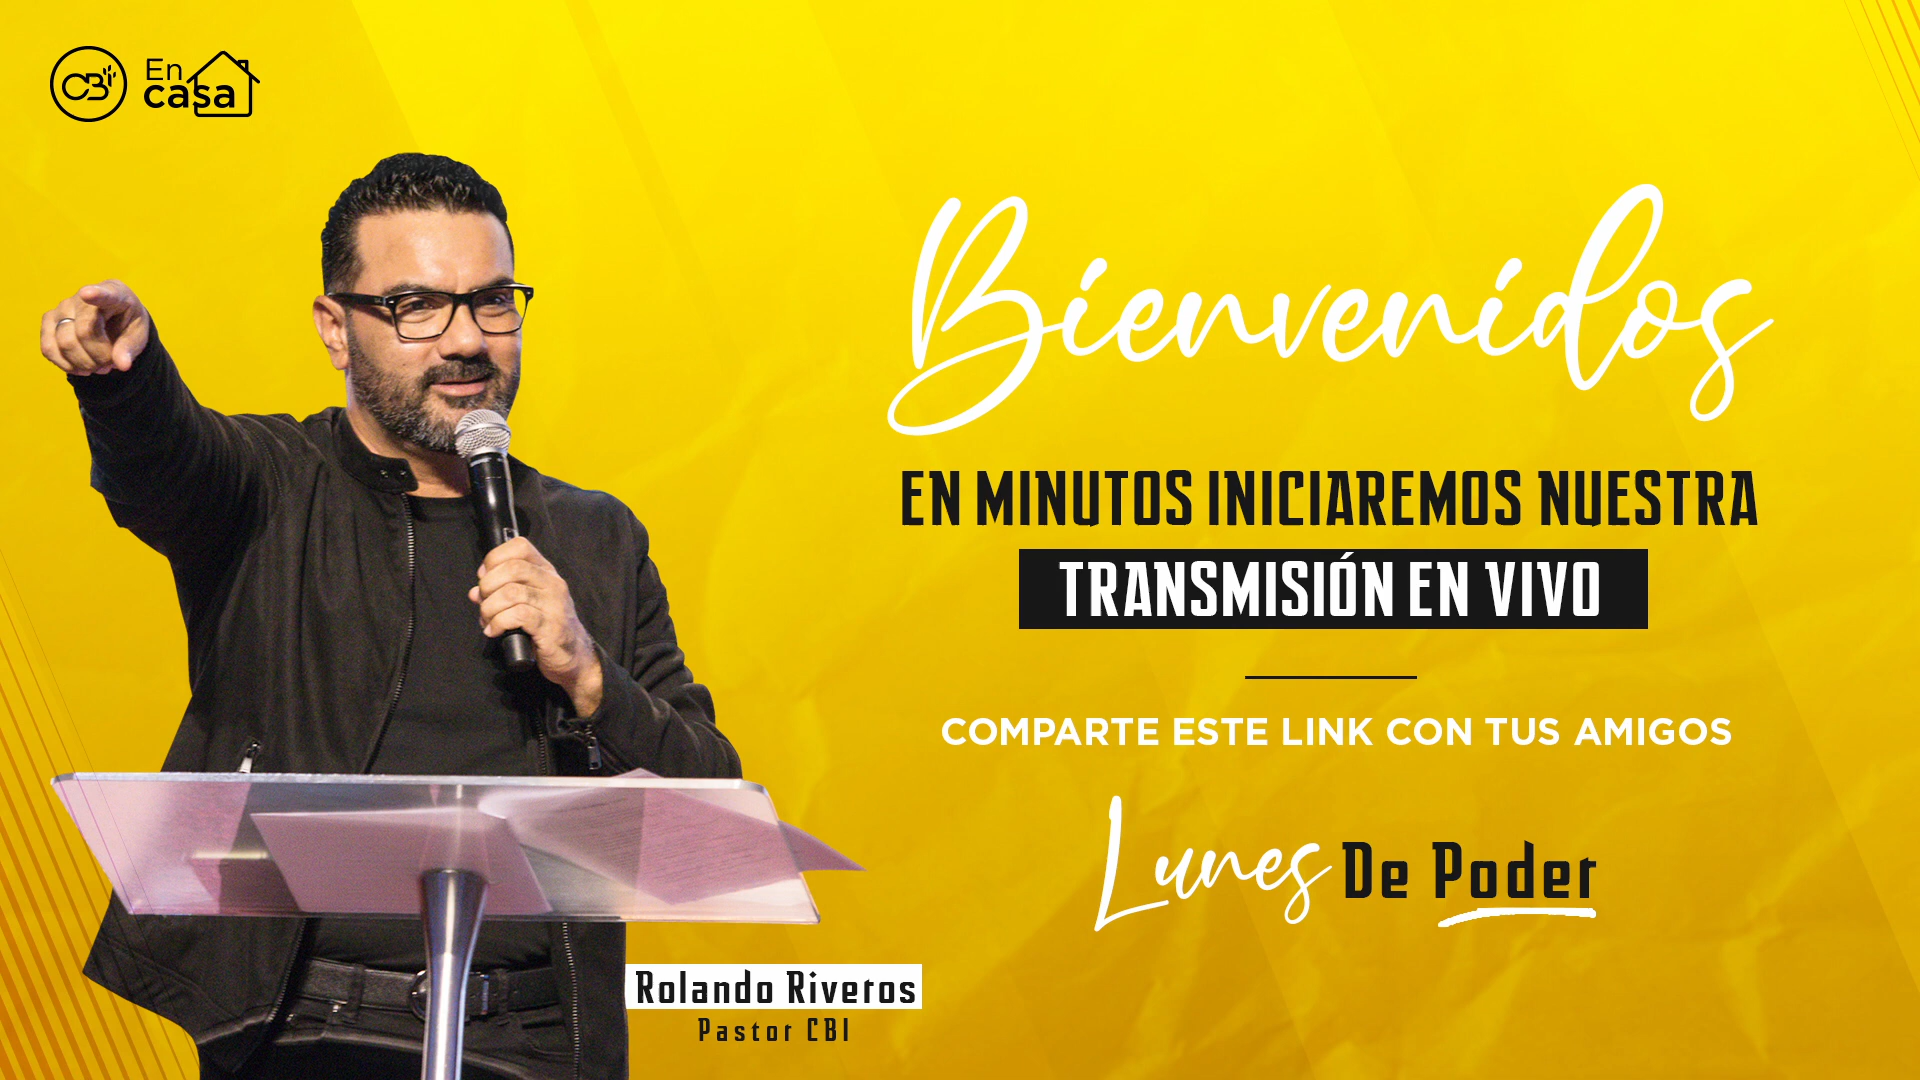 CBi
En
casa
Bienvenidos
EN MINUTOS INICIAREMOS NUESTRA
TRANSMISIÓN EN VIVO
COMPARTE ESTE LINK CON TUS AMIGOS
Lunes De Poder
Rolando Riveros
Pastor CBI